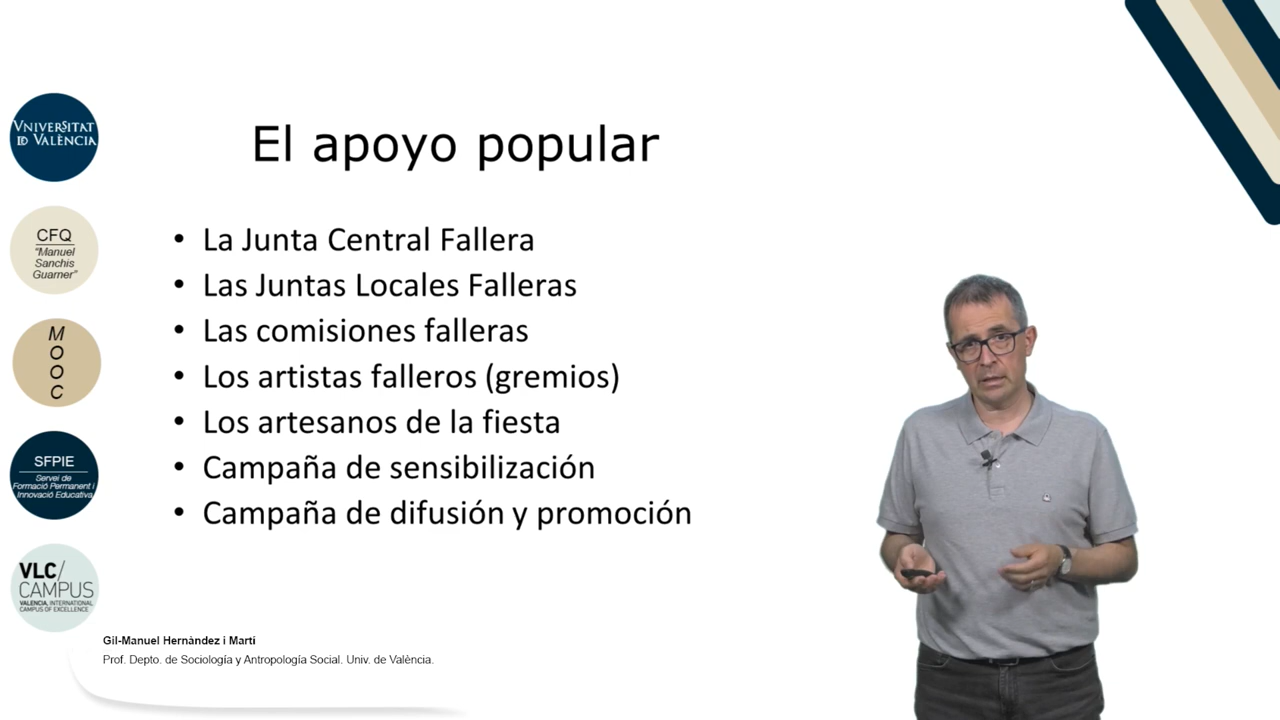 VNIVERSITAT
ID VALÈNCIA
El apoyo popular
CFQ
"Manuel
Sanchis
Guarner"
• La Junta Central Fallera
• Las Juntas Locales Falleras
• Las comisiones falleras
• Los artistas falleros (gremios)
• Los artesanos de la fiesta
• Campaña de sensibilización
• Campaña de difusión y promoción
M
O
O
C
SFPIE
Servei de
Formació Permanent i
Innovació Educativa
VLC/
CAMPUS
VALENCIA, INTERNATIONAL
CAMPUS OF EXCELLENCE
Gil-Manuel Hernàndez i Martí
Prof. Depto. de Sociología y Antropología Social. Univ. de València.